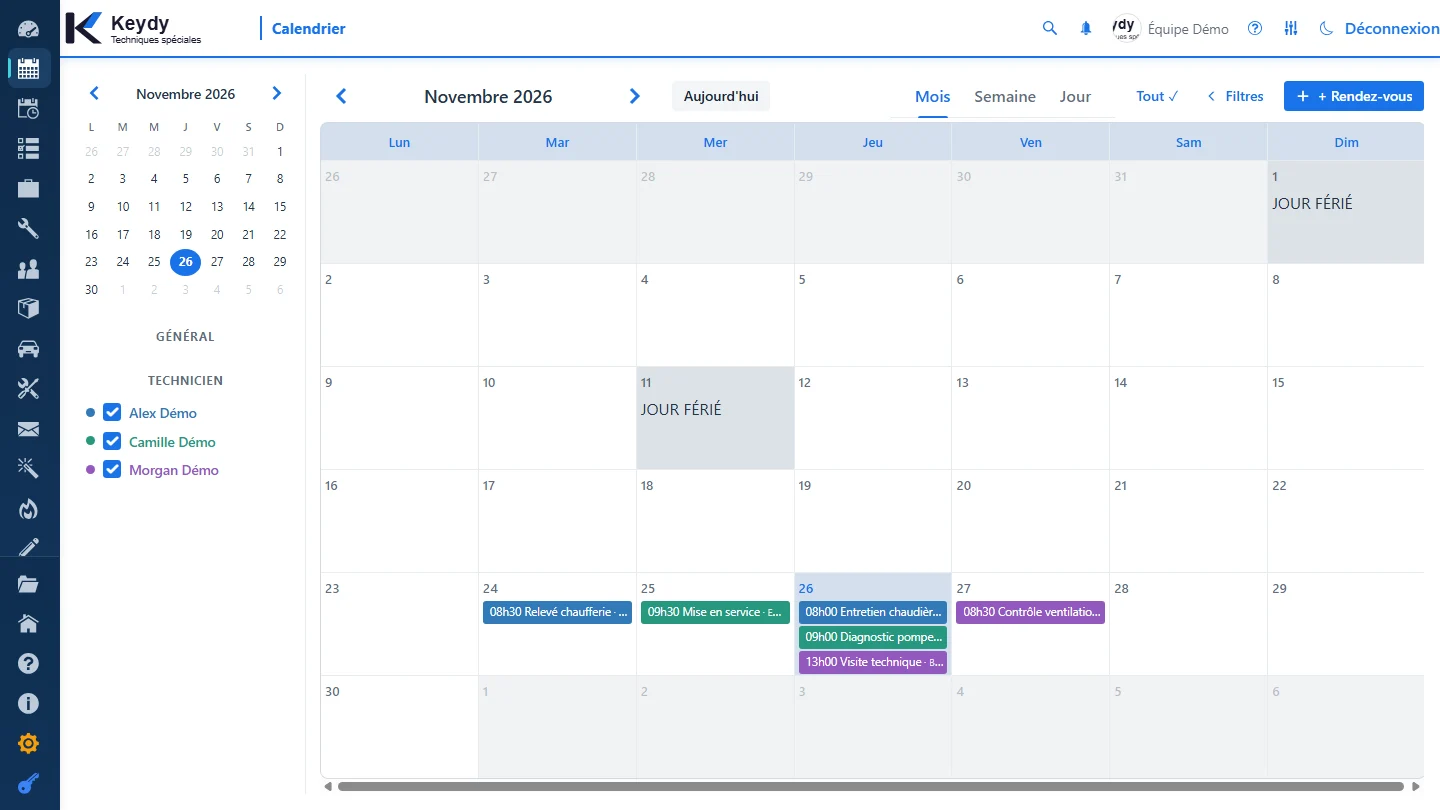 Keydy
Techniques spéciales
Calendrier
Équipe Démo
Déconnexion
Novembre 2026
L M M J V S D
26 27 28 29 30 31 1
2 3 4 5 6 7 8
9 10 11 12 13 14 15
16 17 18 19 20 21 22
23 24 25 26 27 28 29
30 1 2 3 4 5 6
GÉNÉRAL
TECHNICIEN
Alex Démo
Camille Démo
Morgan Démo
Novembre 2026
Aujourd'hui
Mois Semaine Jour
Tout ✓
Filtres
+ + Rendez-vous
Lun Mar Mer Jeu Ven Sam Dim
26 27 28 29 30 31 1
JOUR FÉRIÉ
2 3 4 5 6 7 8
9 10 11 12 13 14 15
JOUR FÉRIÉ
16 17 18 19 20 21 22
23 24 25 26 27 28 29
08h30 Relevé chaufferie · ...
09h30 Mise en service · E...
08h00 Entretien chaudièr...
09h00 Diagnostic pompe...
13h00 Visite technique · B...
08h30 Contrôle ventilatio...
30 1 2 3 4 5 6